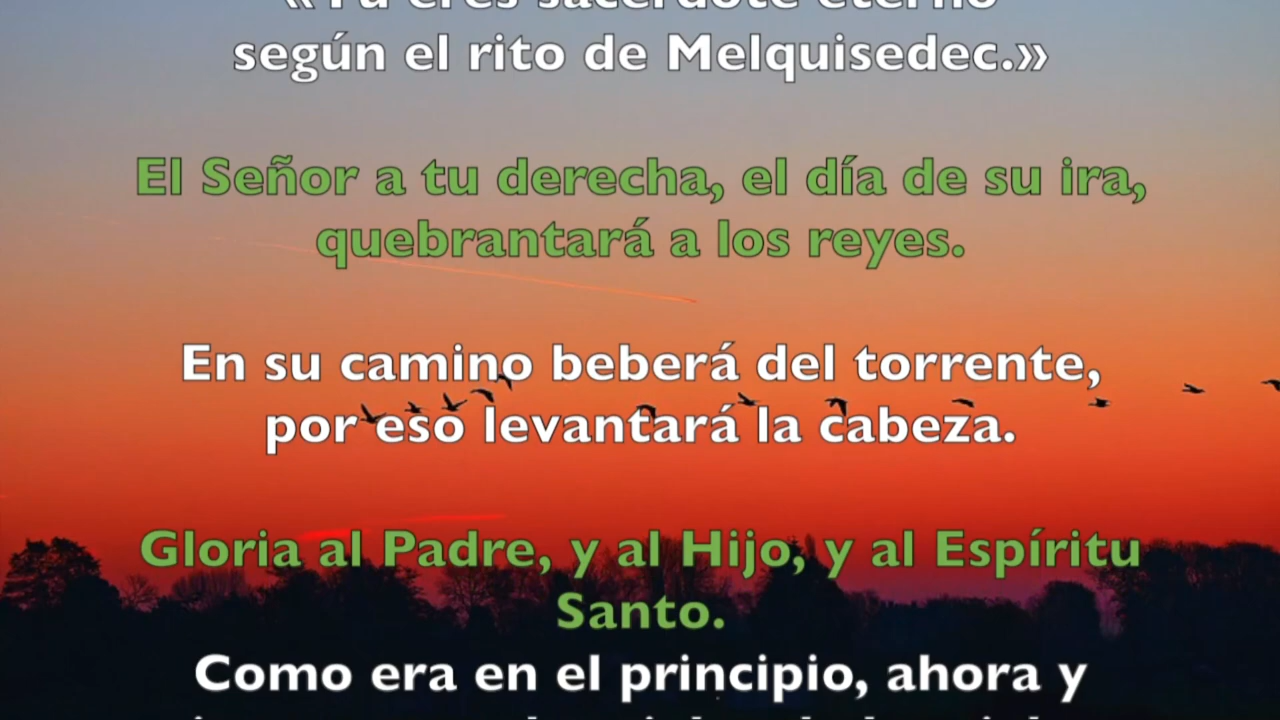 «Tú eres sacerdote eterno
según el rito de Melquisedec.»
El Señor a tu derecha, el día de su ira,
quebrantará a los reyes.
En su camino beberá del torrente,
por eso levantará la cabeza.
Gloria al Padre, y al Hijo, y al Espíritu
Santo.
Como era en el principio, ahora y